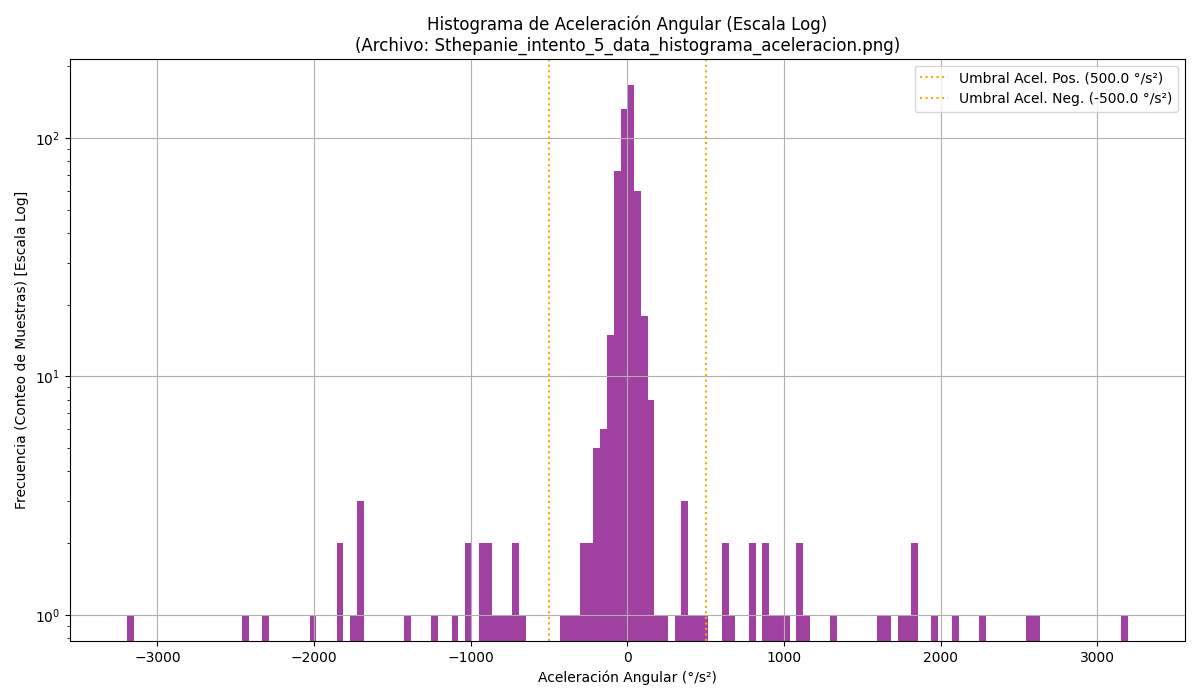 Histograma de Aceleración Angular (Escala Log)
(Archivo: Sthepanie_intento_5_data_histograma_aceleracion.png)
Umbral Acel. Pos. (500.0 °/s²)
Umbral Acel. Neg. (-500.0 °/s²)
Frecuencia (Conteo de Muestras) [Escala Log]
10²
10¹
10⁰
−3000 −2000 −1000 0 1000 2000 3000
Aceleración Angular (°/s²)